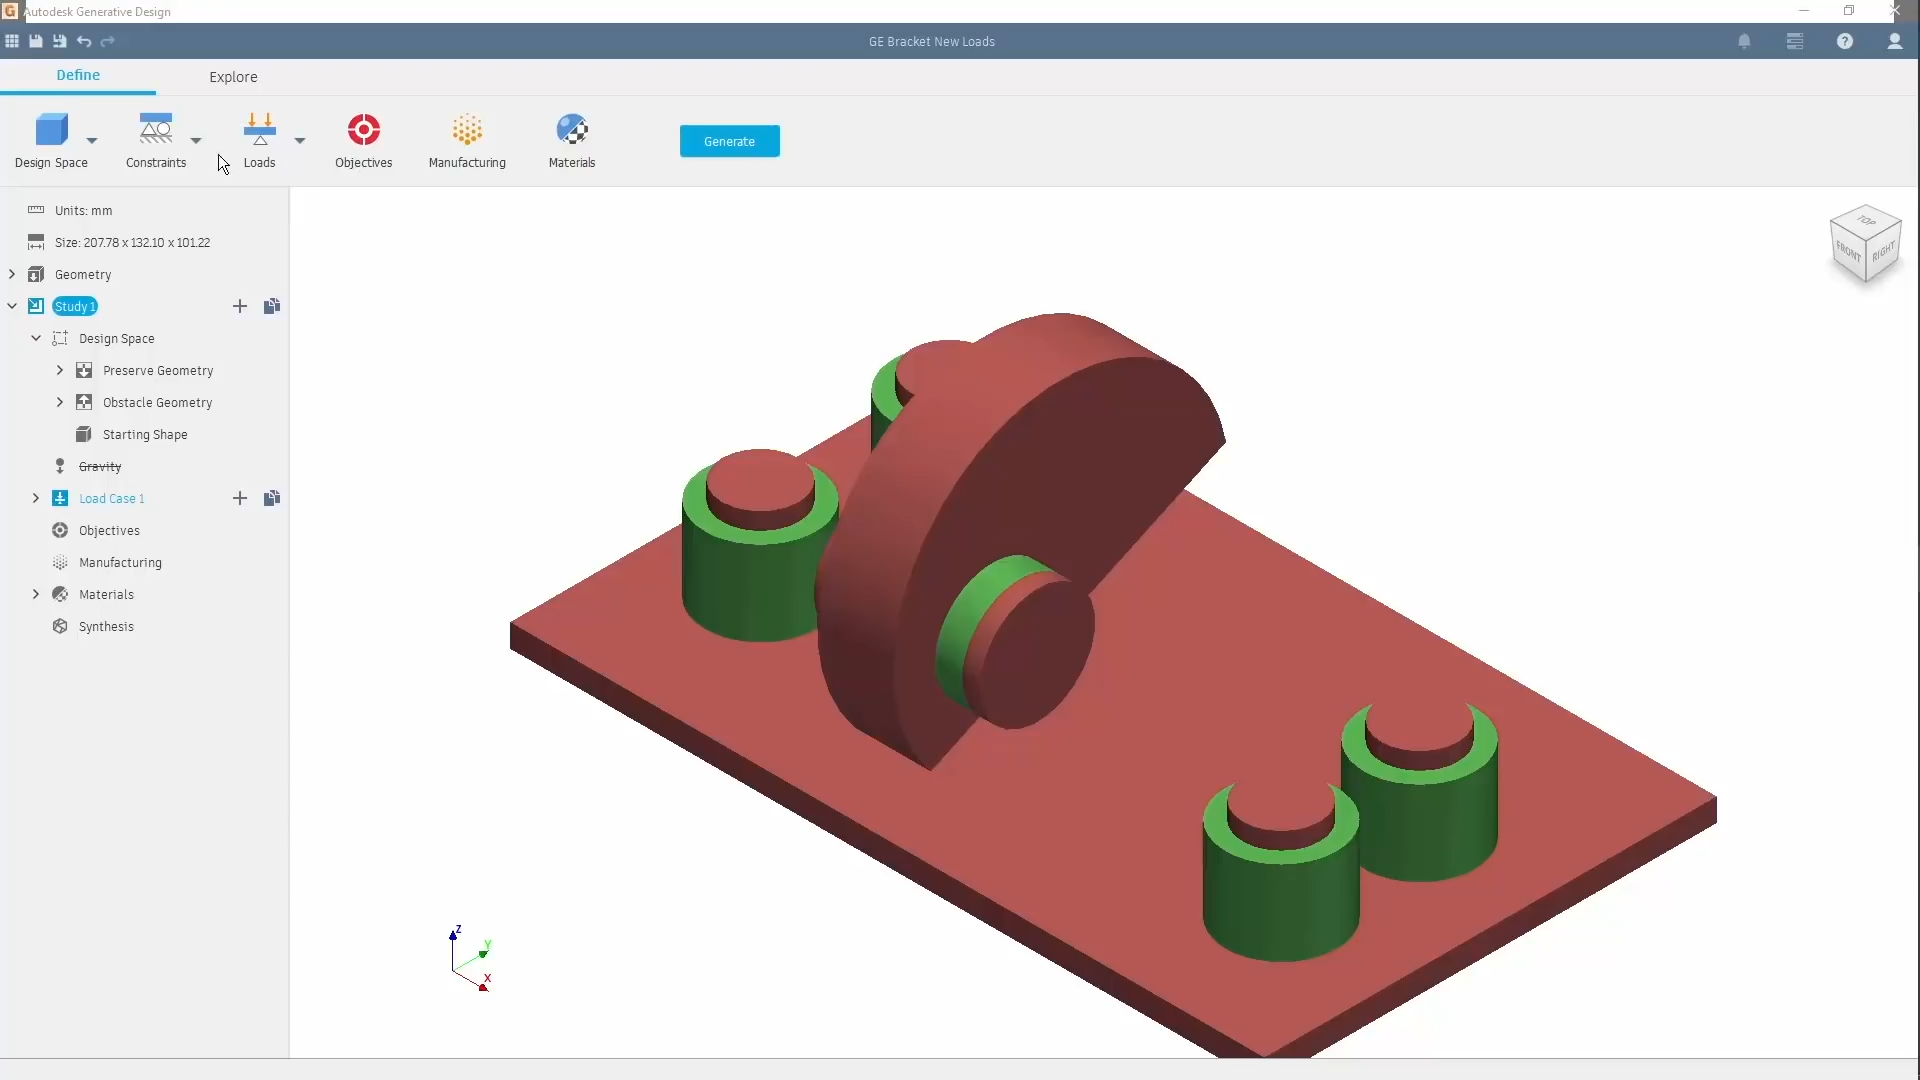 Autodesk Generative Design
GE Bracket New Loads
Define
Explore
Design Space
Constraints
Loads
Objectives
Manufacturing
Materials
Generate
Units: mm
Size: 207.78 x 132.10 x 101.22
Geometry
Study 1
Design Space
Preserve Geometry
Obstacle Geometry
Starting Shape
Gravity
Load Case 1
Objectives
Manufacturing
Materials
Synthesis
TOP
FRONT
RIGHT
Z
Y
X